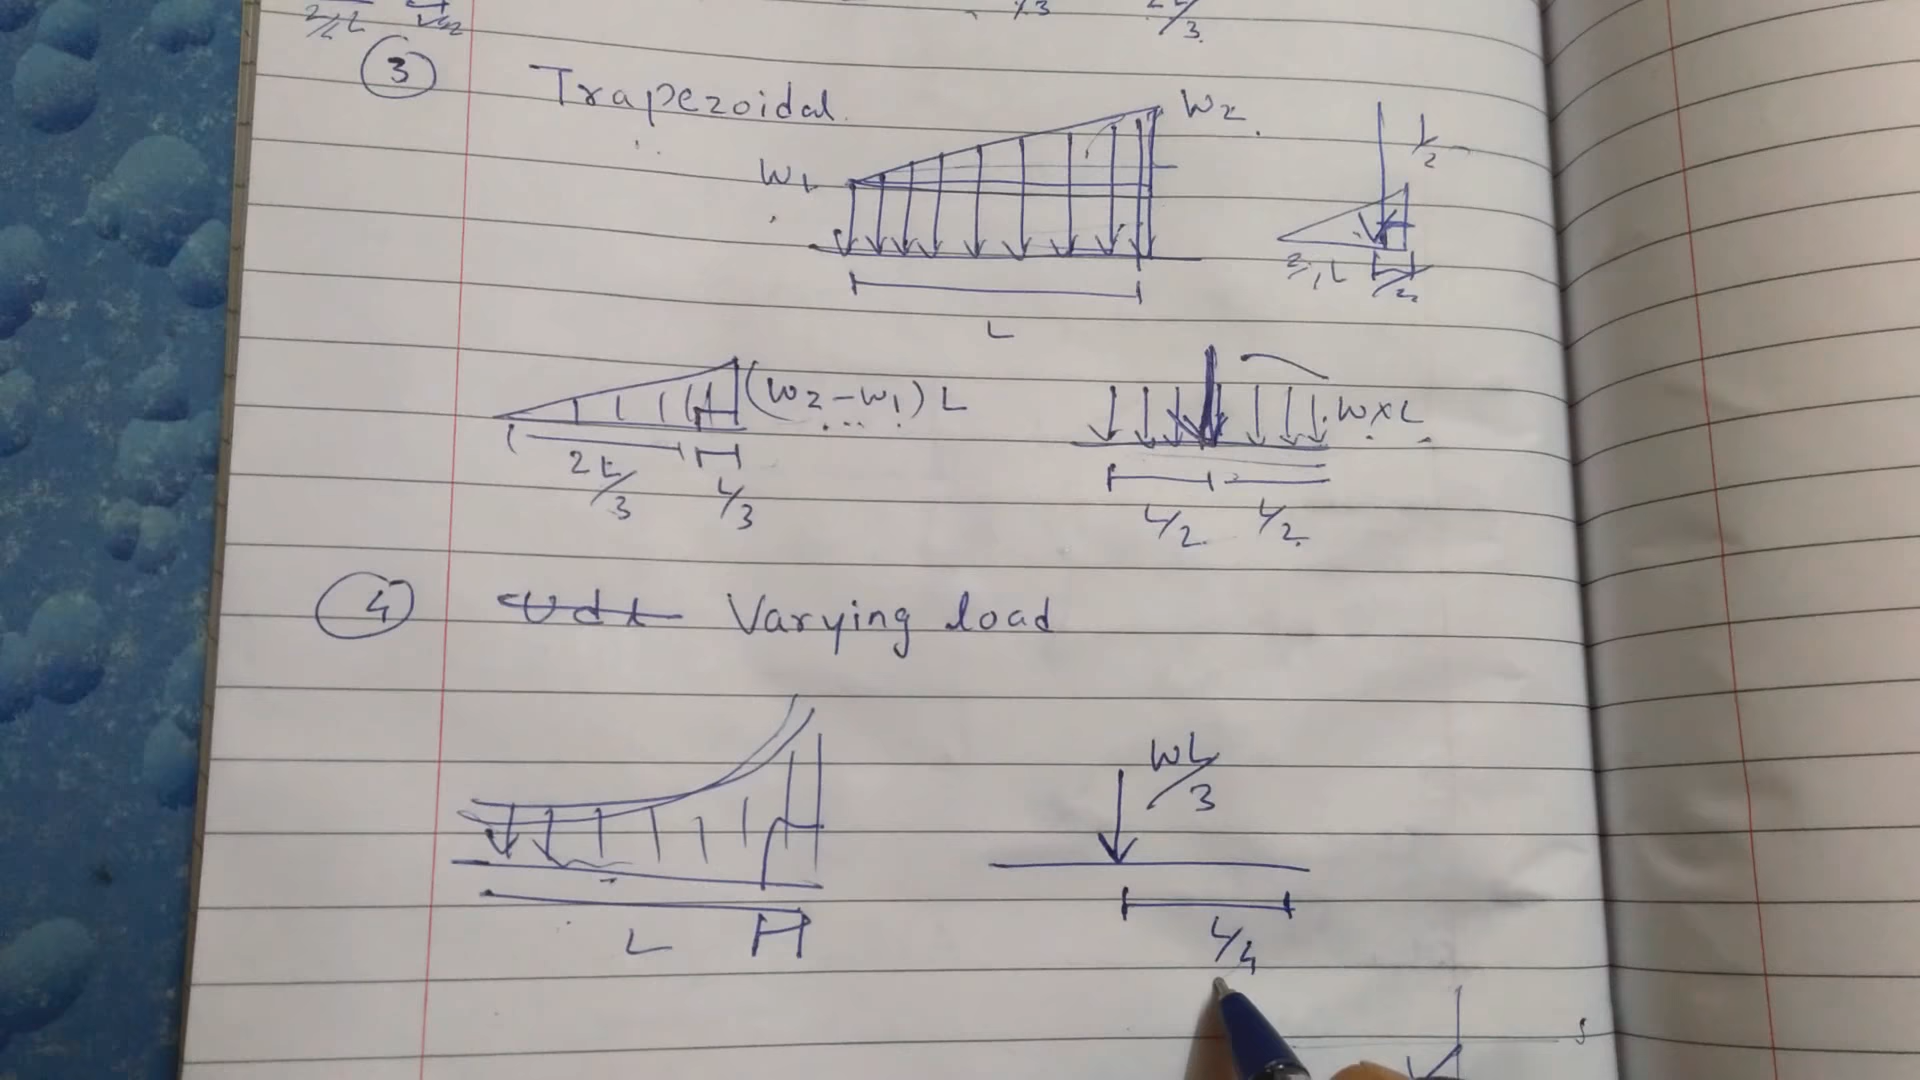 3 Trapezoidal
W2
W1
L/2
L
(W2-W1) L
W×L
2L/3
L/3
L/2
L/2
4 Udl Varying load
WL/3
L
L/4